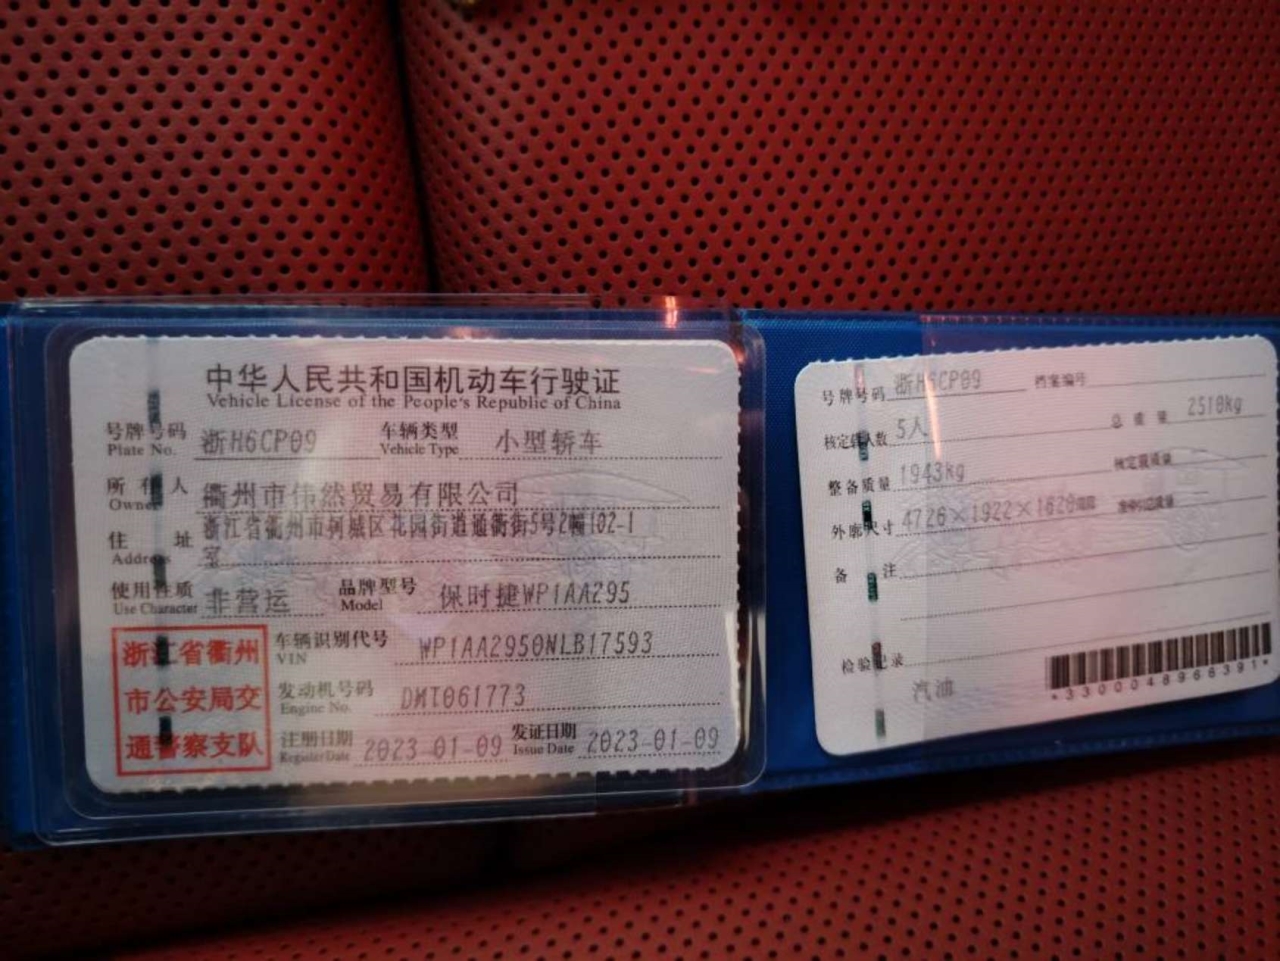 中华人民共和国机动车行驶证
Vehicle License of the People's Republic of China
号牌号码 浙H6CP09 车辆类型 小型轿车
Plate No. Vehicle Type
所有人 衢州市伟然贸易有限公司
Owner
浙江省衢州市柯城区花园街道通衢街5号2幢102-1
住址 室
Address
使用性质 非营运 品牌型号 保时捷WP1AA295
Use Character Model
浙江省衢州
市公安局交
通警察支队
车辆识别代号 WP1AA2950NLB17593
VIN
发动机号码 DMT061773
Engine No.
注册日期 2023-01-09 发证日期 2023-01-09
Register Date Issue Date
号牌号码 浙H6CP09 档案编号
核定载人数 5人 总质量 2510kg
整备质量 1943kg 核定载质量
外廓尺寸 4726×1922×1620
备注
检验记录
汽油
*3300048966391*